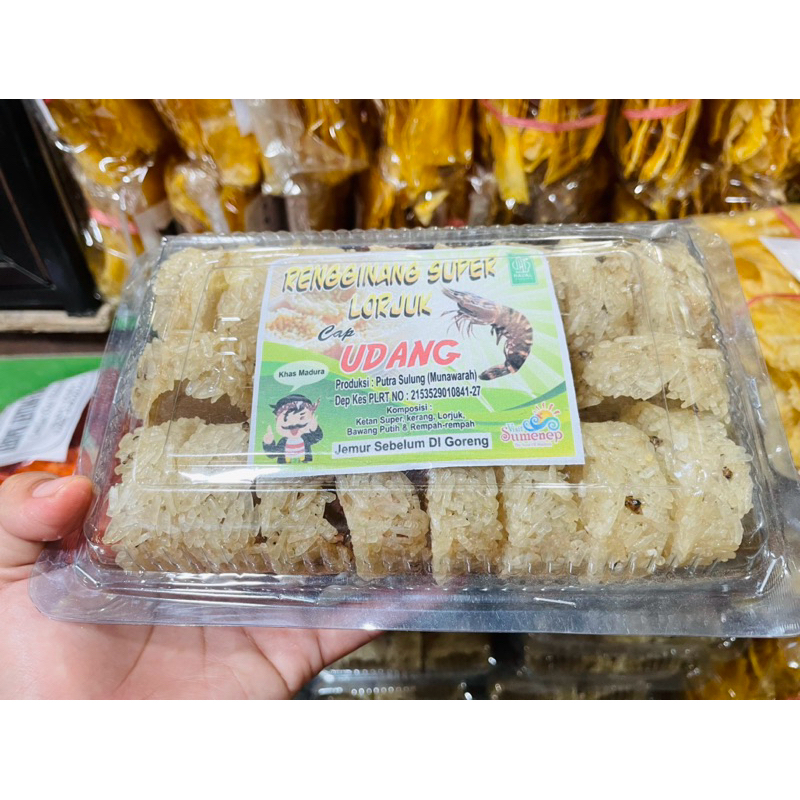 RENGGINANG SUPER
LORJUK
Cap
UDANG
Khas Madura
Produksi : Putra Sulung (Munawarah)
Dep Kes PLRT NO : 2153529010841-27
Komposisi :
Ketan Super, kerang, Lorjuk,
Bawang Putih & Rempah-rempah
Jemur Sebelum DI Goreng
Visit
Sumenep